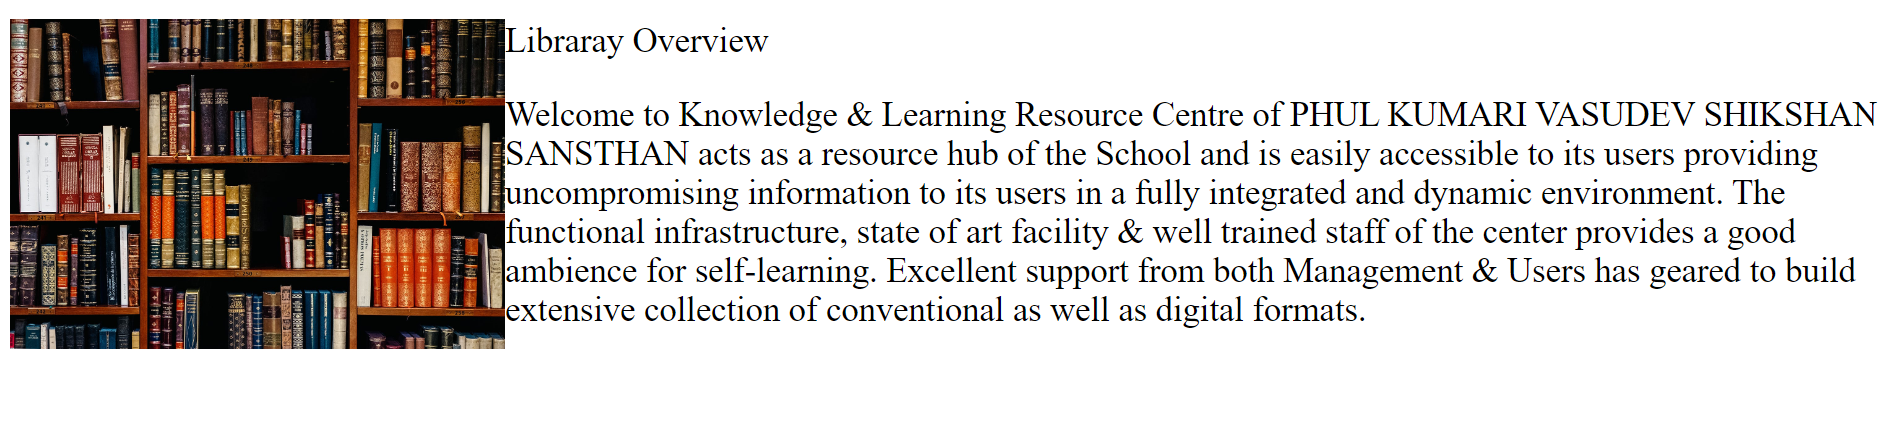 Libraray Overview
Welcome to Knowledge & Learning Resource Centre of PHUL KUMARI VASUDEV SHIKSHAN
SANSTHAN acts as a resource hub of the School and is easily accessible to its users providing
uncompromising information to its users in a fully integrated and dynamic environment. The
functional infrastructure, state of art facility & well trained staff of the center provides a good
ambience for self-learning. Excellent support from both Management & Users has geared to build
extensive collection of conventional as well as digital formats.